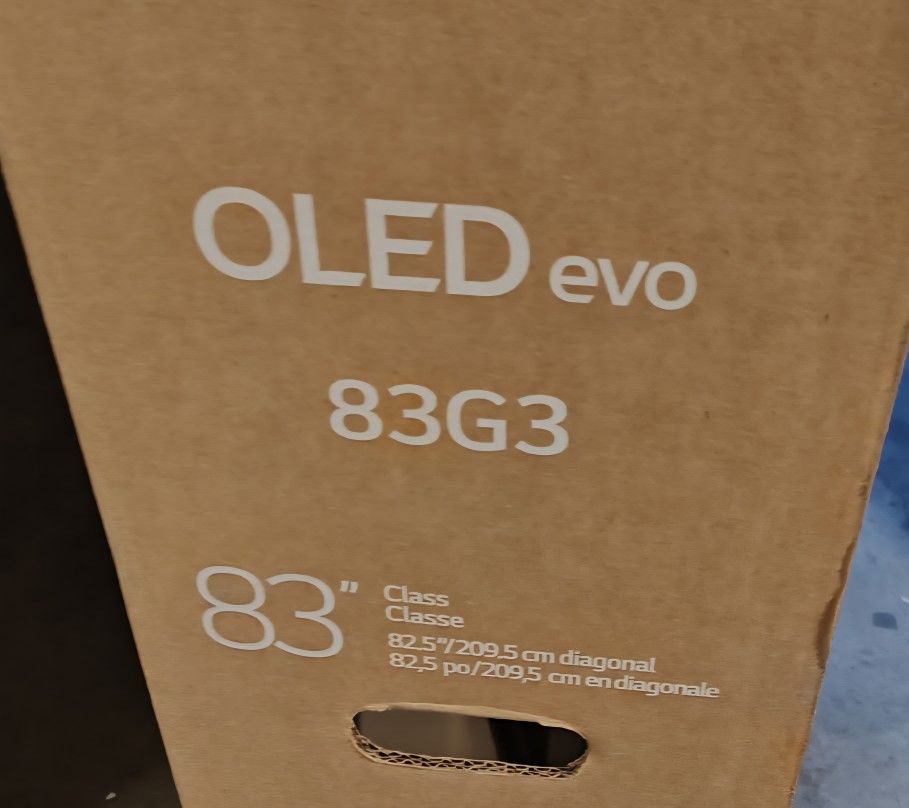 OLED evo
83G3
83" Class
Classe
82.5"/209.5 cm diagonal
82,5 po/209,5 cm en diagonale